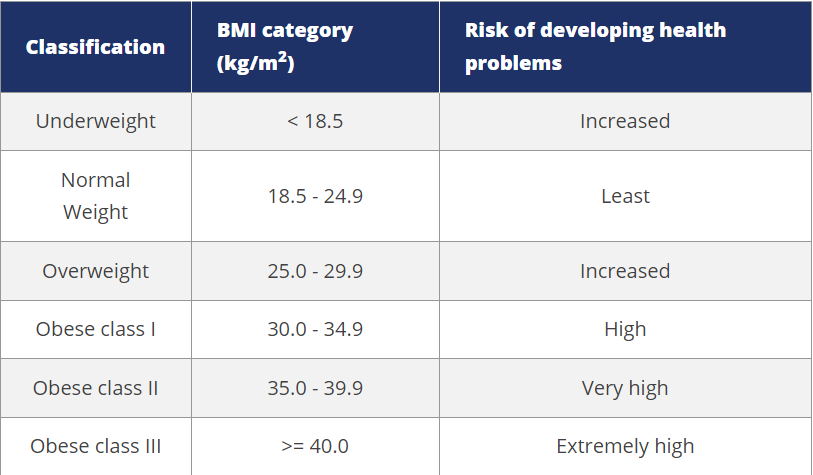 Classification
BMI category
(kg/m²)
Risk of developing health
problems
Underweight
< 18.5
Increased
Normal
Weight
18.5 - 24.9
Least
Overweight
25.0 - 29.9
Increased
Obese class I
30.0 - 34.9
High
Obese class II
35.0 - 39.9
Very high
Obese class III
>= 40.0
Extremely high